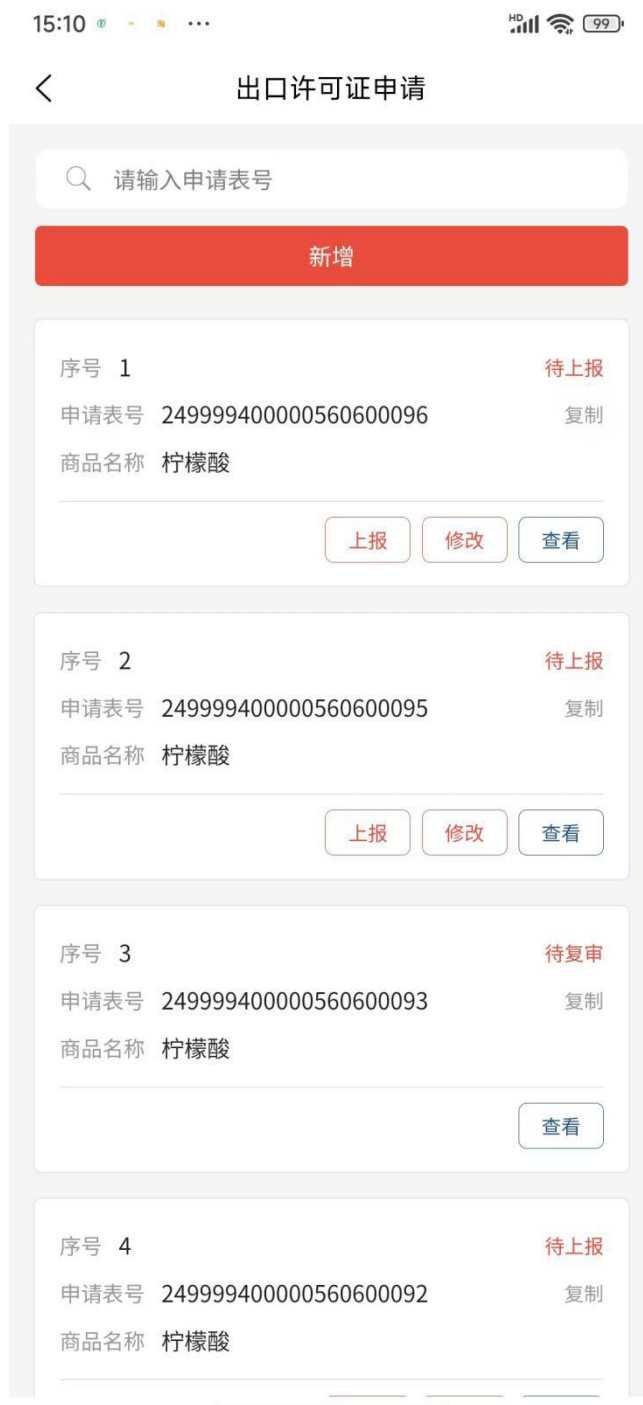 15:10 ... HD 99
出口许可证申请
请输入申请表号
新增
序号 1 待上报
申请表号 249999400000560600096 复制
商品名称 柠檬酸
上报 修改 查看
序号 2 待上报
申请表号 249999400000560600095 复制
商品名称 柠檬酸
上报 修改 查看
序号 3 待复审
申请表号 249999400000560600093 复制
商品名称 柠檬酸
查看
序号 4 待上报
申请表号 249999400000560600092 复制
商品名称 柠檬酸